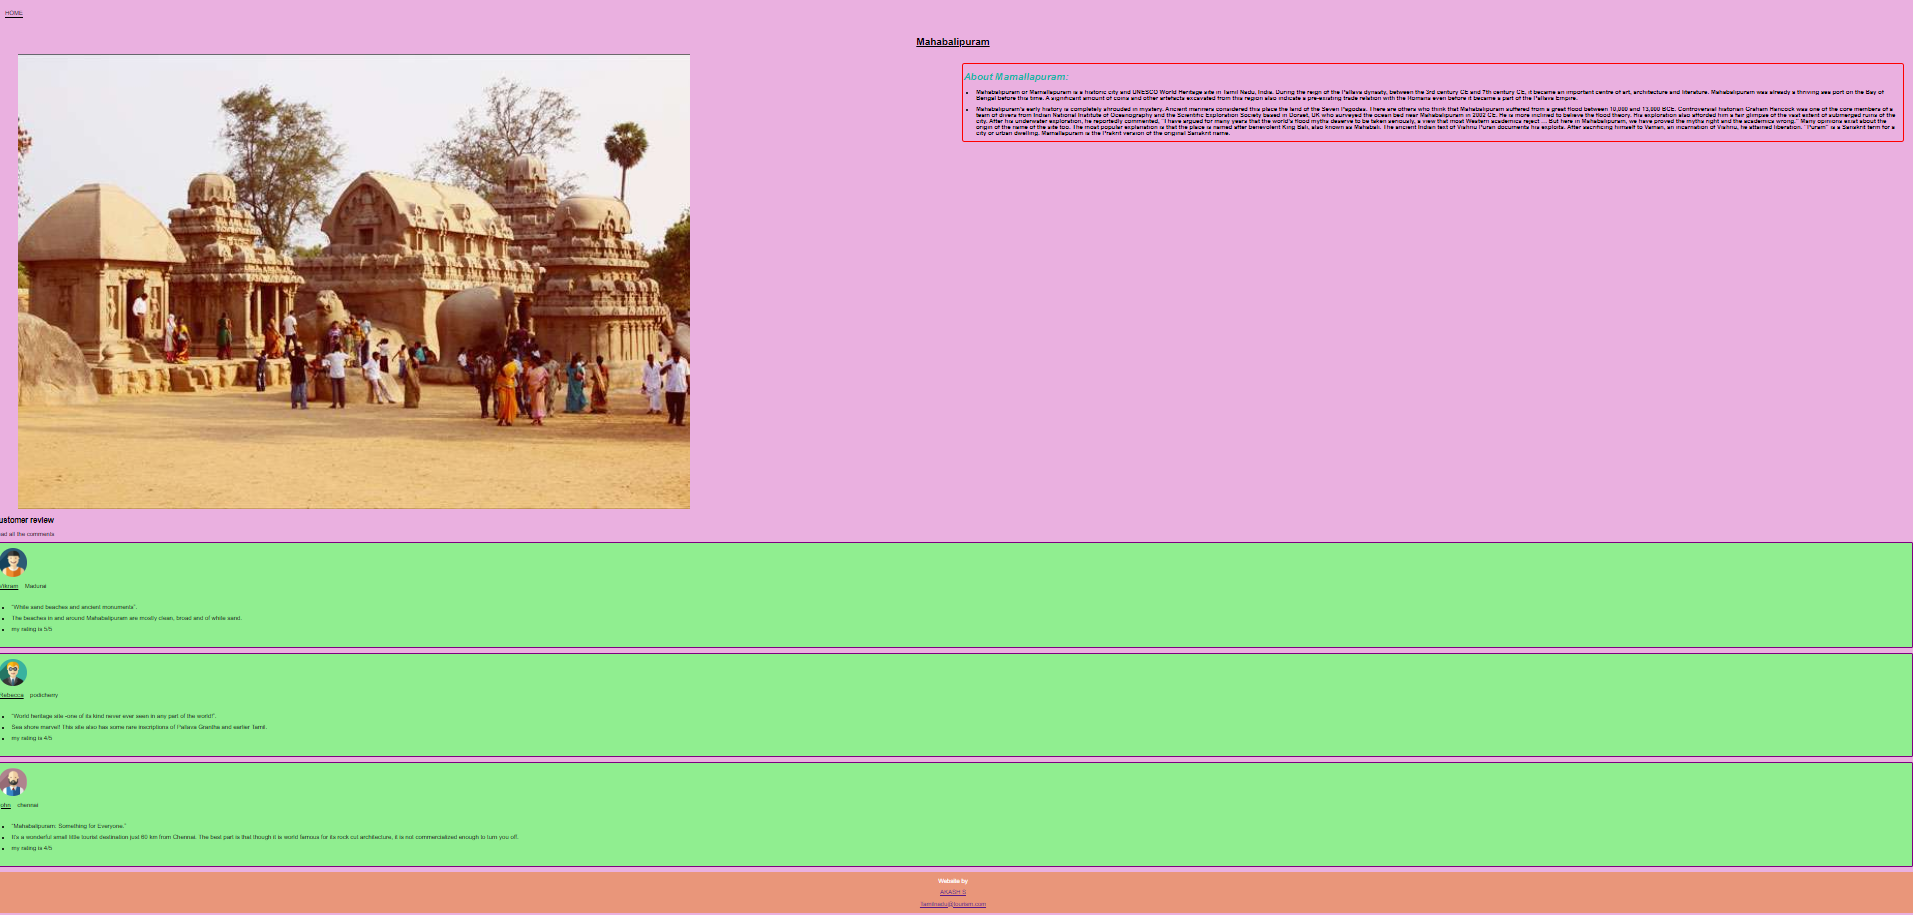 HOME
Mahabalipuram
About Mamallapuram:
Mahabalipuram or Mamallapuram is a historic city and UNESCO World Heritage site in Tamil Nadu, India. During the reign of the Pallava dynasty, between the 3rd century CE and 7th century CE, it became an important centre of art, architecture and literature. Mahabalipuram was already a thriving sea port on the Bay of
Bengal before this time. A significant amount of coins and other artefacts excavated from this region also indicate a pre-existing trade relation with the Romans even before it became a part of the Pallava Empire.
Mahabalipuram's early history is completely shrouded in mystery. Ancient mariners considered this place the land of the Seven Pagodas. There are others who think that Mahabalipuram suffered from a great flood between 10,000 and 13,000 BCE. Controversial historian Graham Hancock was one of the core members of a
team of divers from Indian National Institute of Oceanography and the Scientific Exploration Society based in Dorset, UK who surveyed the ocean bed near Mahabalipuram in 2002 CE. He is more inclined to believe the flood theory. His exploration also afforded him a fair glimpse of the vast extent of submerged ruins of the
city. After his underwater exploration, he reportedly commented, "I have argued for many years that the world's flood myths deserve to be taken seriously, a view that most Western academics reject ... But here in Mahabalipuram, we have proved the myths right and the academics wrong." Many opinions exist about the
origin of the name of the site too. The most popular explanation is that the place is named after benevolent King Bali, also known as Mahabali. The ancient Indian text of Vishnu Puran documents his exploits. After sacrificing himself to Vaman, an incarnation of Vishnu, he attained liberation. "Puram" is a Sanskrit term for a
city or urban dwelling. Mamallapuram is the Prakrit version of the original Sanskrit name.
ustomer review
ead all the comments
Vikram Madurai
"White sand beaches and ancient monuments".
The beaches in and around Mahabalipuram are mostly clean, broad and of white sand.
my rating is 5/5
Rebecca podicherry
"World heritage site -one of its kind never ever seen in any part of the world!".
Sea shore marvel! This site also has some rare inscriptions of Pallava Grantha and earlier Tamil.
my rating is 4/5
john chennai
"Mahabalipuram: Something for Everyone."
It's a wonderful small little tourist destination just 60 km from Chennai. The best part is that though it is world famous for its rock cut architecture, it is not commercialized enough to turn you off.
my rating is 4/5
Website by
AKASH S
Tamilnadu@tourism.com